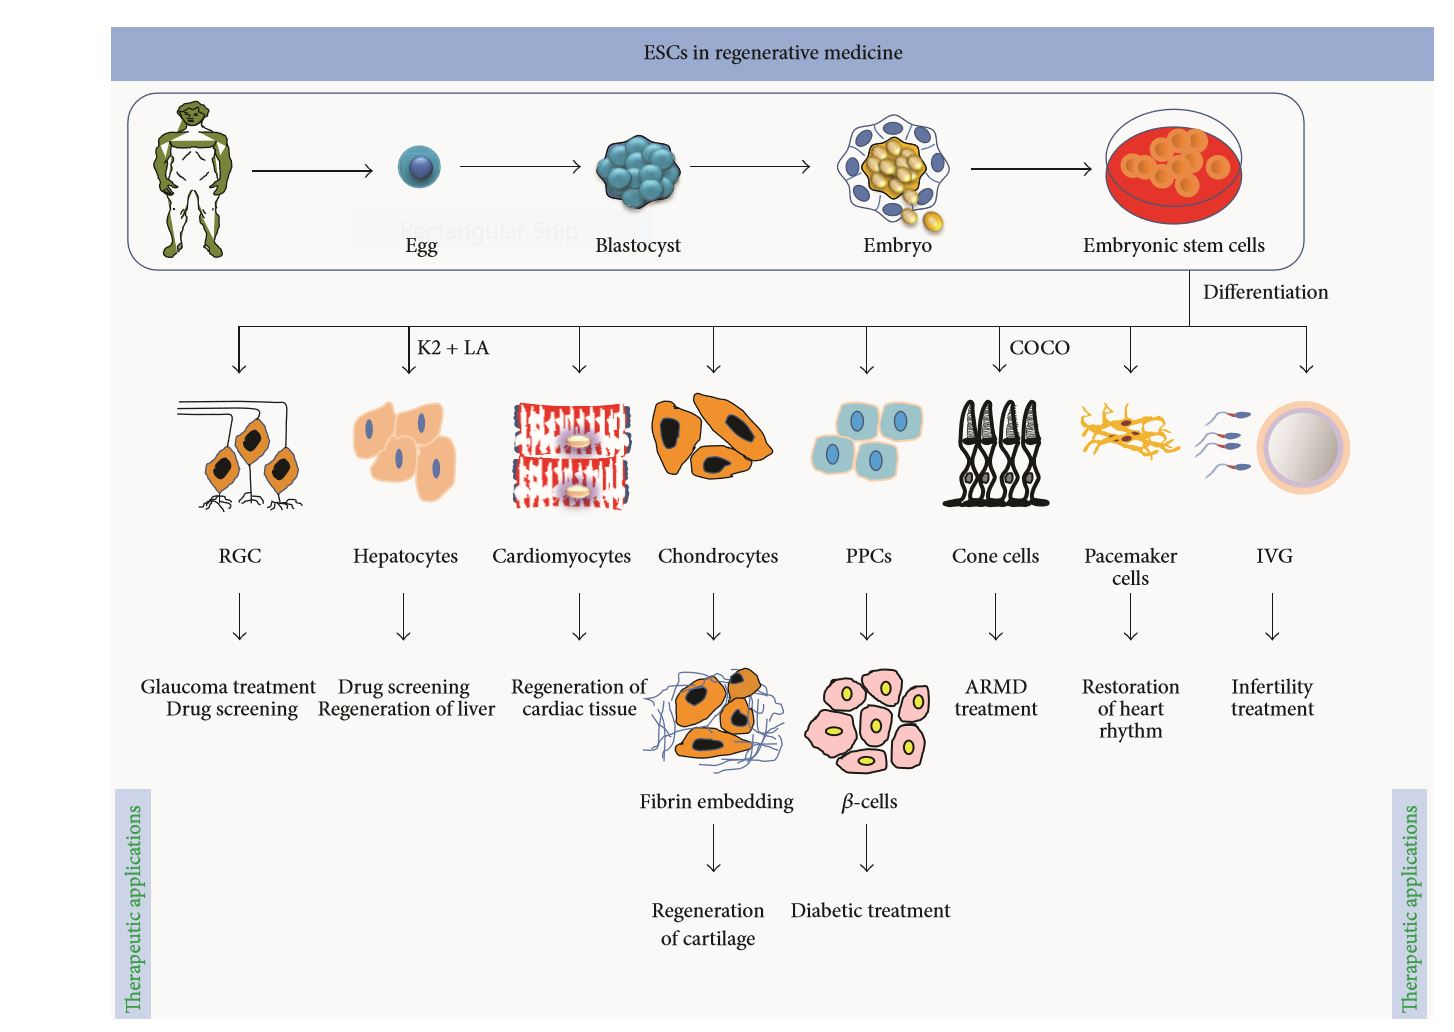 ESCs in regenerative medicine
Rectangular Snip
Egg
Blastocyst
Embryo
Embryonic stem cells
Differentiation
K2 + LA
COCO
RGC
Hepatocytes
Cardiomyocytes
Chondrocytes
PPCs
Cone cells
Pacemaker
cells
IVG
Glaucoma treatment
Drug screening
Drug screening
Regeneration of liver
Regeneration of
cardiac tissue
ARMD
treatment
Restoration
of heart
rhythm
Infertility
treatment
Fibrin embedding
β-cells
Regeneration
of cartilage
Diabetic treatment
Therapeutic applications
Therapeutic applications